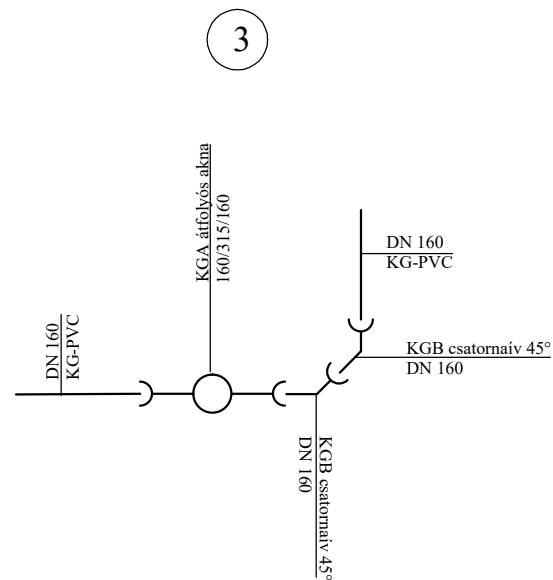 3
KGA átfolyós akna
160/315/160
DN 160
KG-PVC
DN 160
KG-PVC
KGB csatornaív 45°
DN 160
KGB csatornaív 45°
DN 160